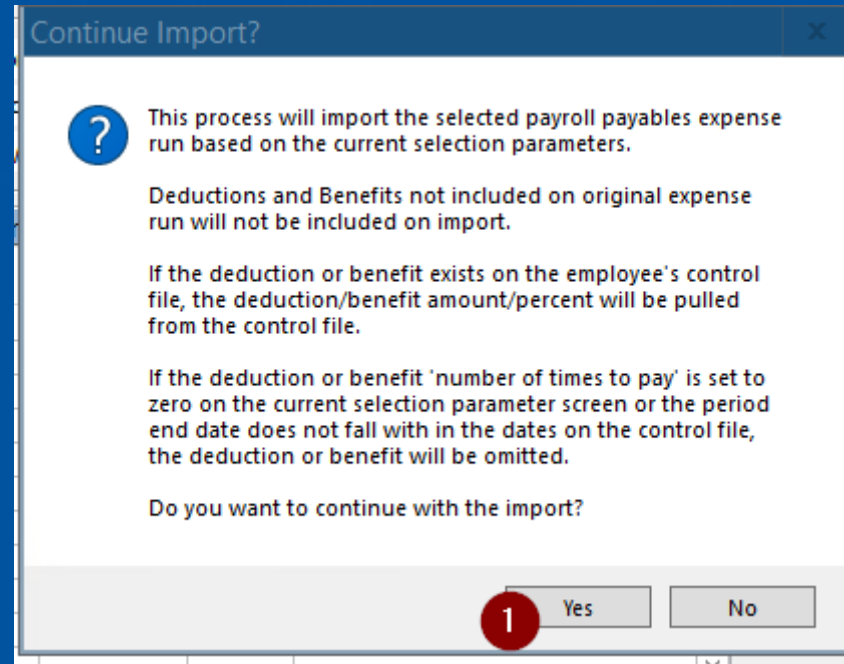 Continue Import?
x
?
This process will import the selected payroll payables expense
run based on the current selection parameters.
Deductions and Benefits not included on original expense
run will not be included on import.
If the deduction or benefit exists on the employee's control
file, the deduction/benefit amount/percent will be pulled
from the control file.
If the deduction or benefit 'number of times to pay' is set to
zero on the current selection parameter screen or the period
end date does not fall with in the dates on the control file,
the deduction or benefit will be omitted.
Do you want to continue with the import?
1 Yes No